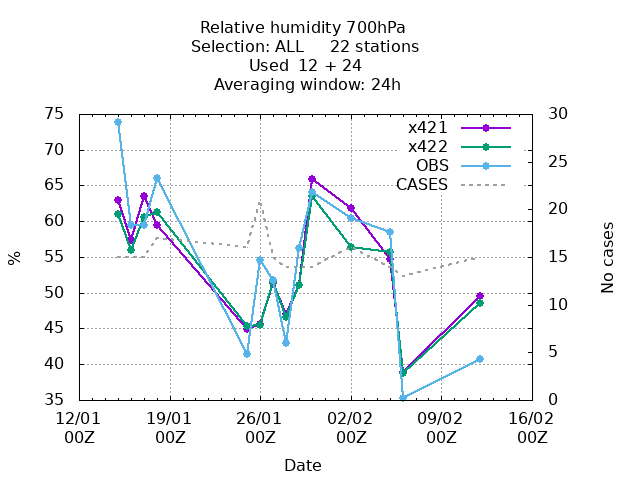 Relative humidity 700hPa
Selection: ALL     22 stations
Used  12 + 24
Averaging window: 24h
75
70
65
60
55
50
45
40
35
30
25
20
15
10
5
0
x421
x422
OBS
CASES
%
No cases
12/01 19/01 26/01 02/02 09/02 16/02
00Z 00Z 00Z 00Z 00Z 00Z
Date